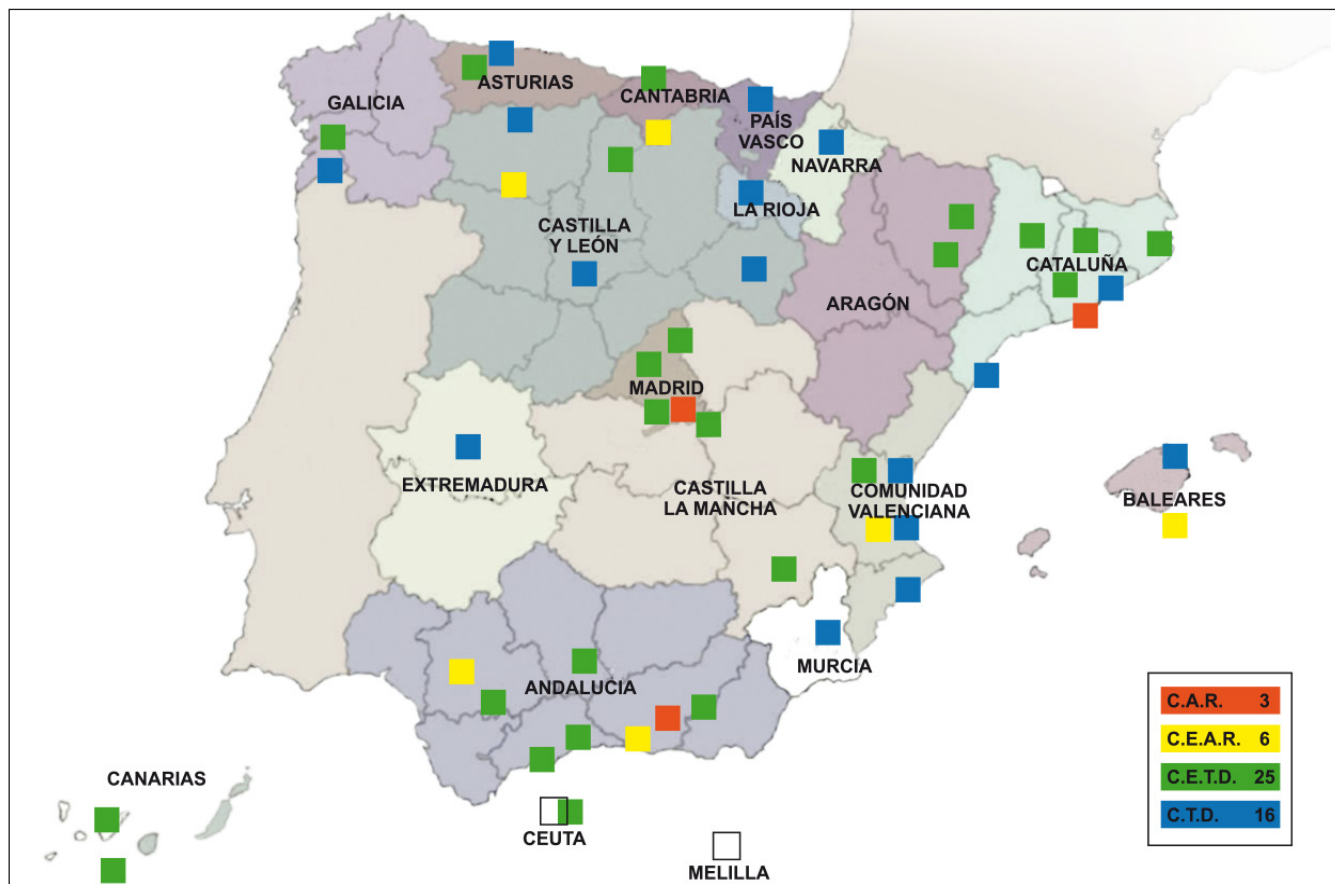 ASTURIAS
CANTABRIA
GALICIA
PAÍS
VASCO
NAVARRA
LA RIOJA
CASTILLA
Y LEÓN
CATALUÑA
ARAGÓN
MADRID
EXTREMADURA
CASTILLA
LA MANCHA
COMUNIDAD
VALENCIANA
BALEARES
MURCIA
ANDALUCIA
C.A.R. 3
C.E.A.R. 6
C.E.T.D. 25
C.T.D. 16
CANARIAS
CEUTA
MELILLA